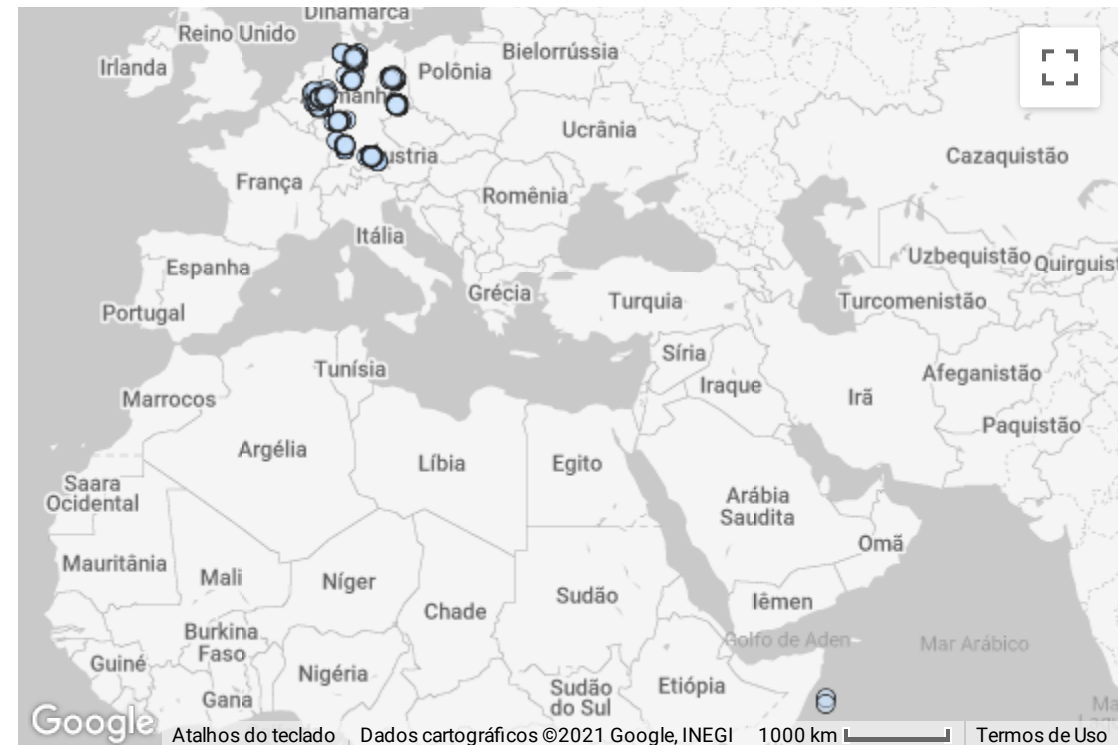 Dinamarca
Reino Unido
Bielorrússia
Irlanda
Polônia
Ucrânia
Cazaquistão
França
Romênia
Itália
Uzbequistão
Espanha
Grécia
Turquia
Turcomenistão
Portugal
Síria
Tunísia
Afeganistão
Iraque
Irã
Marrocos
Paquistão
Argélia
Líbia
Egito
Saara
Ocidental
Arábia
Saudita
Omã
Mauritânia
Mali
Níger
Sudão
Iêmen
Chade
Burkina
Faso
Golfo de Aden
Mar Arábico
Guiné
Nigéria
Etiópia
Sudão
do Sul
Gana
Google
Atalhos do teclado
Dados cartográficos ©2021 Google, INEGI
1000 km
Termos de Uso